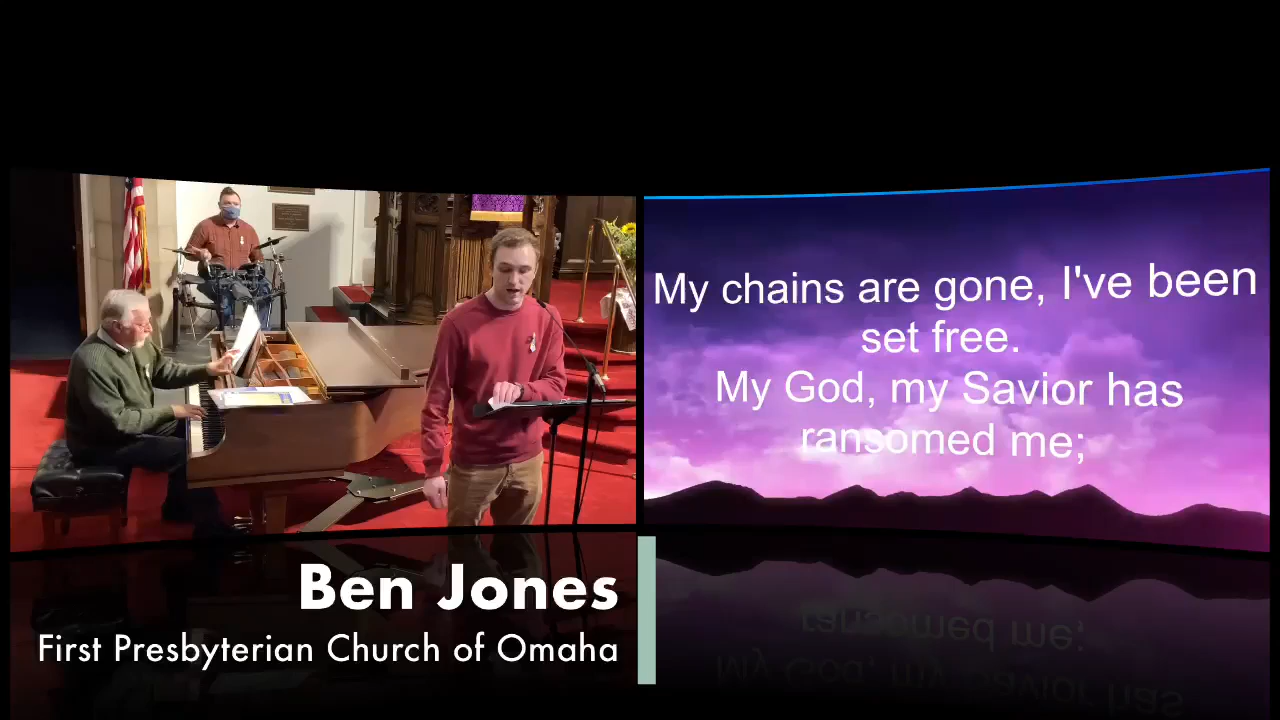 My chains are gone, I've been
set free.
My God, my Savior has
ransomed me;
Ben Jones
First Presbyterian Church of Omaha